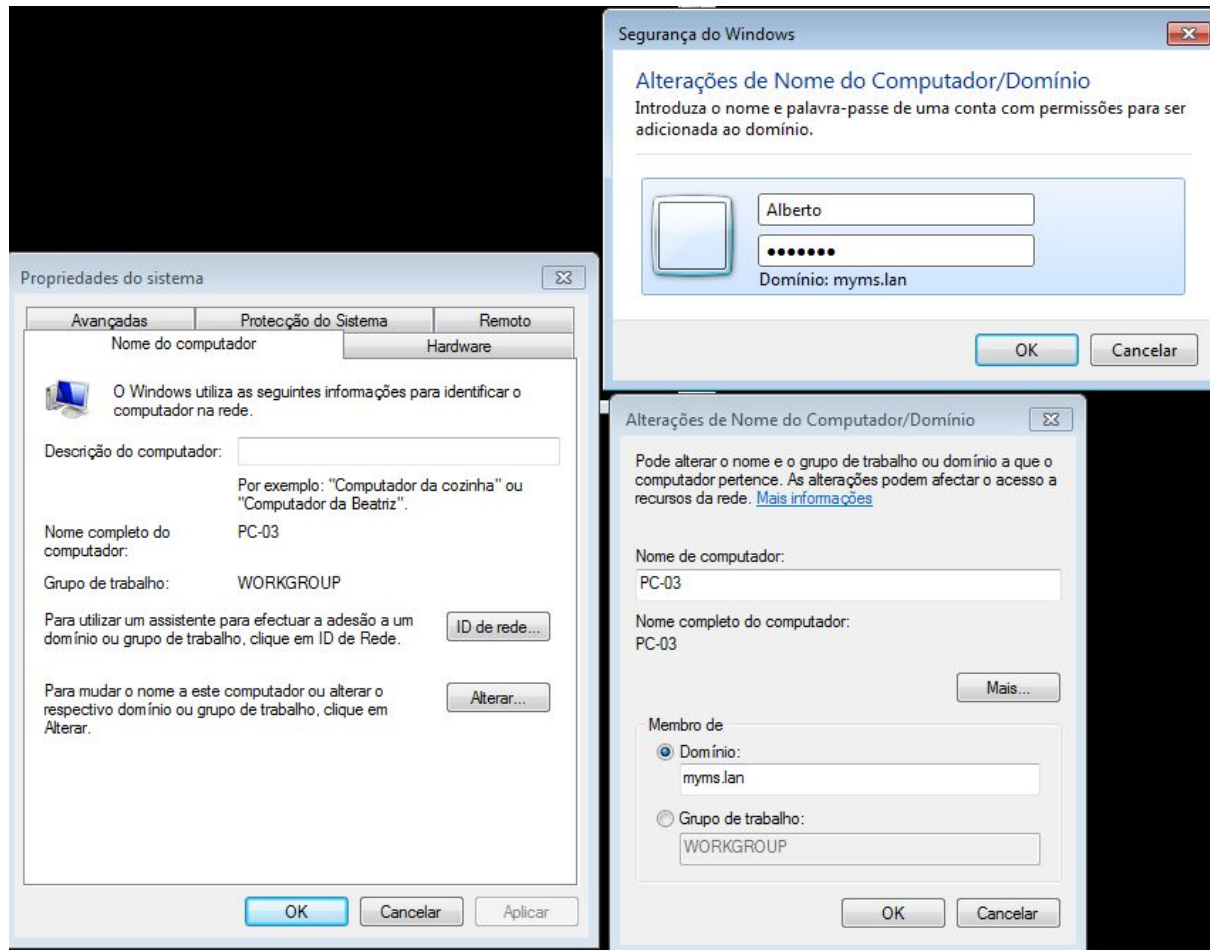 Segurança do Windows
Alterações de Nome do Computador/Domínio
Introduza o nome e palavra-passe de uma conta com permissões para ser
adicionada ao domínio.
Alberto
●●●●●●●
Domínio: myms.lan
OK
Cancelar
Propriedades do sistema
Avançadas
Protecção do Sistema
Remoto
Nome do computador
Hardware
O Windows utiliza as seguintes informações para identificar o
computador na rede.
Descrição do computador:
Por exemplo: "Computador da cozinha" ou
"Computador da Beatriz".
Nome completo do
computador:
PC-03
Grupo de trabalho:
WORKGROUP
Para utilizar um assistente para efectuar a adesão a um
domínio ou grupo de trabalho, clique em ID de Rede.
ID de rede...
Para mudar o nome a este computador ou alterar o
respectivo domínio ou grupo de trabalho, clique em
Alterar.
Alterar...
OK
Cancelar
Aplicar
Alterações de Nome do Computador/Domínio
Pode alterar o nome e o grupo de trabalho ou domínio a que o
computador pertence. As alterações podem afectar o acesso a
recursos da rede. Mais informações
Nome de computador:
PC-03
Nome completo do computador:
PC-03
Mais...
Membro de
Domínio:
myms.lan
Grupo de trabalho:
WORKGROUP
OK
Cancelar